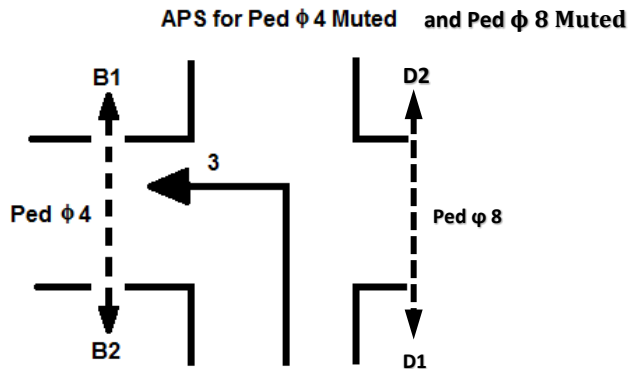 APS for Ped ϕ 4 Muted and Ped ϕ 8 Muted
B1
D2
3
Ped ϕ 4
Ped φ 8
B2
D1